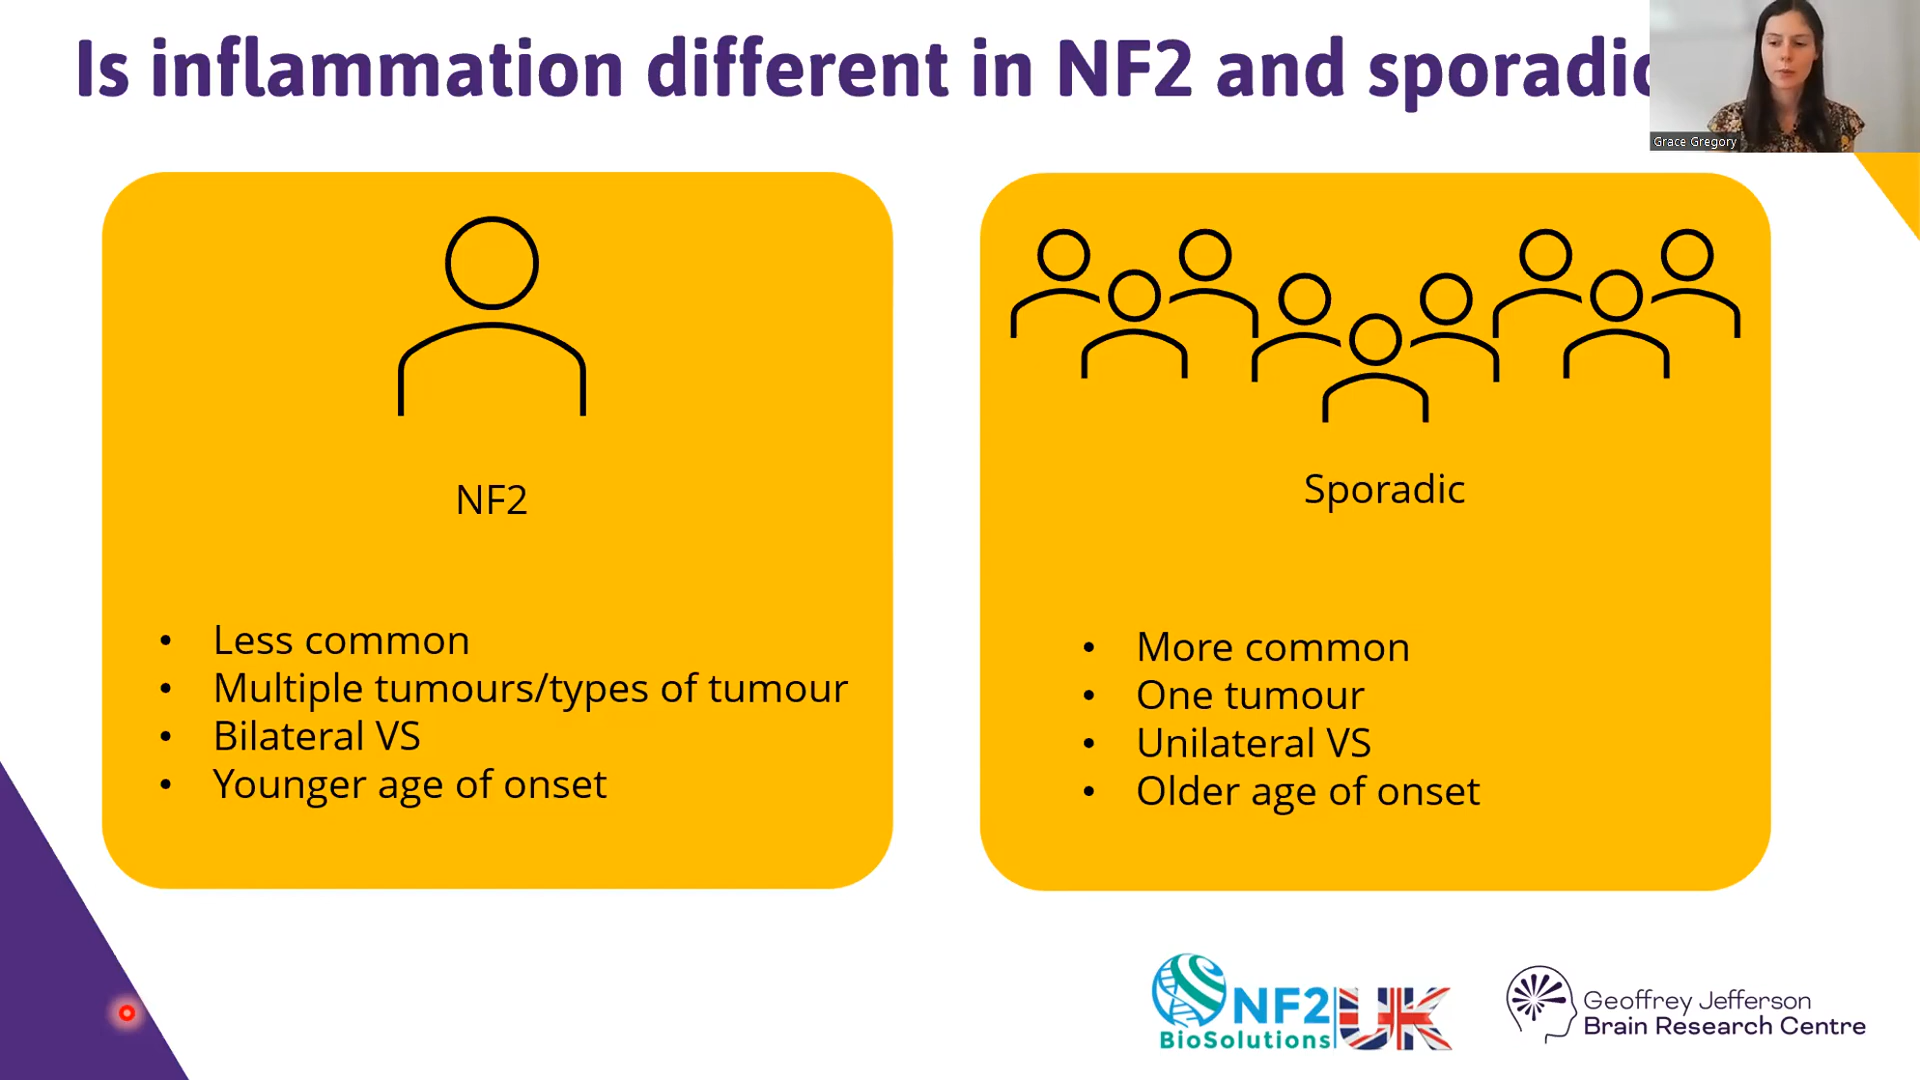 Is inflammation different in NF2 and sporadic
Grace Gregory
NF2
• Less common
• Multiple tumours/types of tumour
• Bilateral VS
• Younger age of onset
Sporadic
• More common
• One tumour
• Unilateral VS
• Older age of onset
NF2 UK
BioSolutions
Geoffrey Jefferson
Brain Research Centre